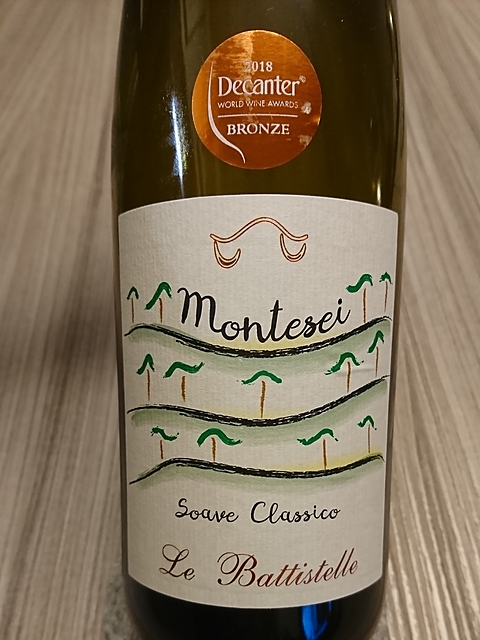 2018
Decanter
WORLD WINE AWARDS
BRONZE
Montesei
Soave Classico
Le Battistelle